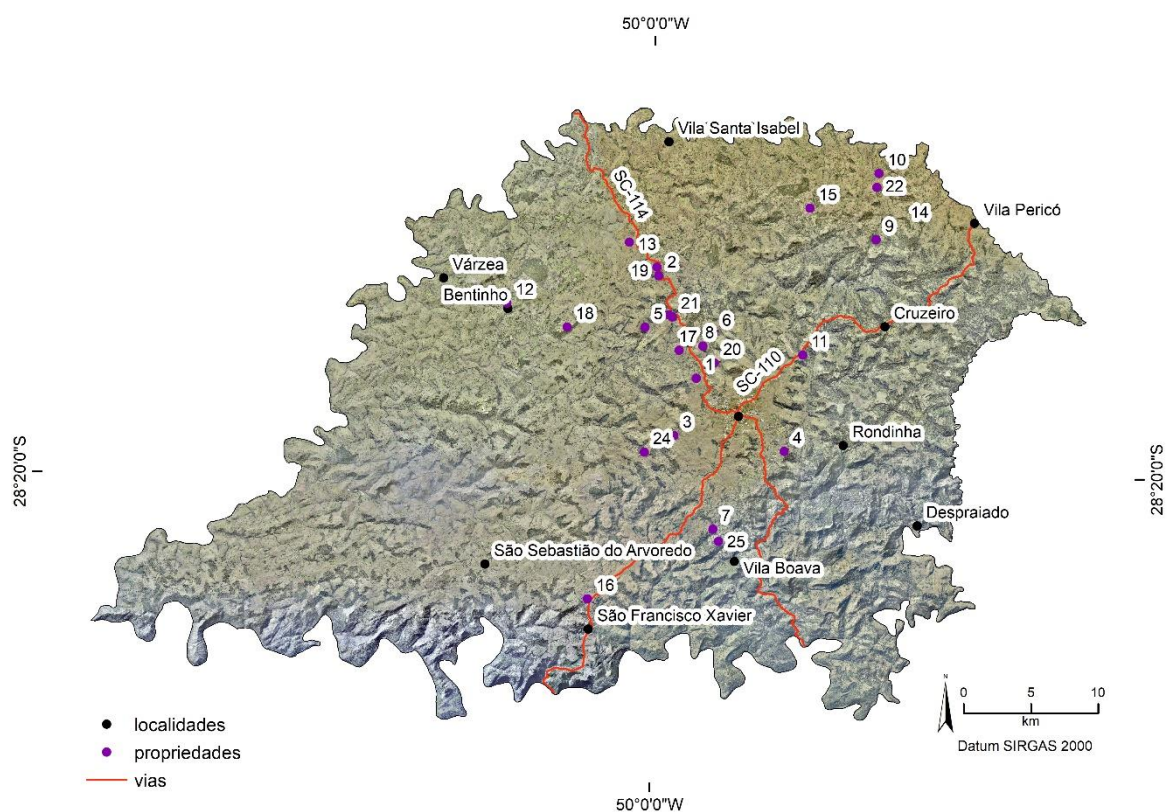 50°0'0"W
Vila Santa Isabel
10
22
15
14
Vila Pericó
SC-114
9
13
2
Várzea
19
Bentinho
12
21
18
5
6
Cruzeiro
17
8
20
11
1
SC-110
3
24
4
Rondinha
28°20'0"S
28°20'0"S
7
Despraiado
25
São Sebastião do Arvoredo
Vila Boava
16
São Francisco Xavier
N
0 5 10
km
Datum SIRGAS 2000
localidades
propriedades
vias
50°0'0"W